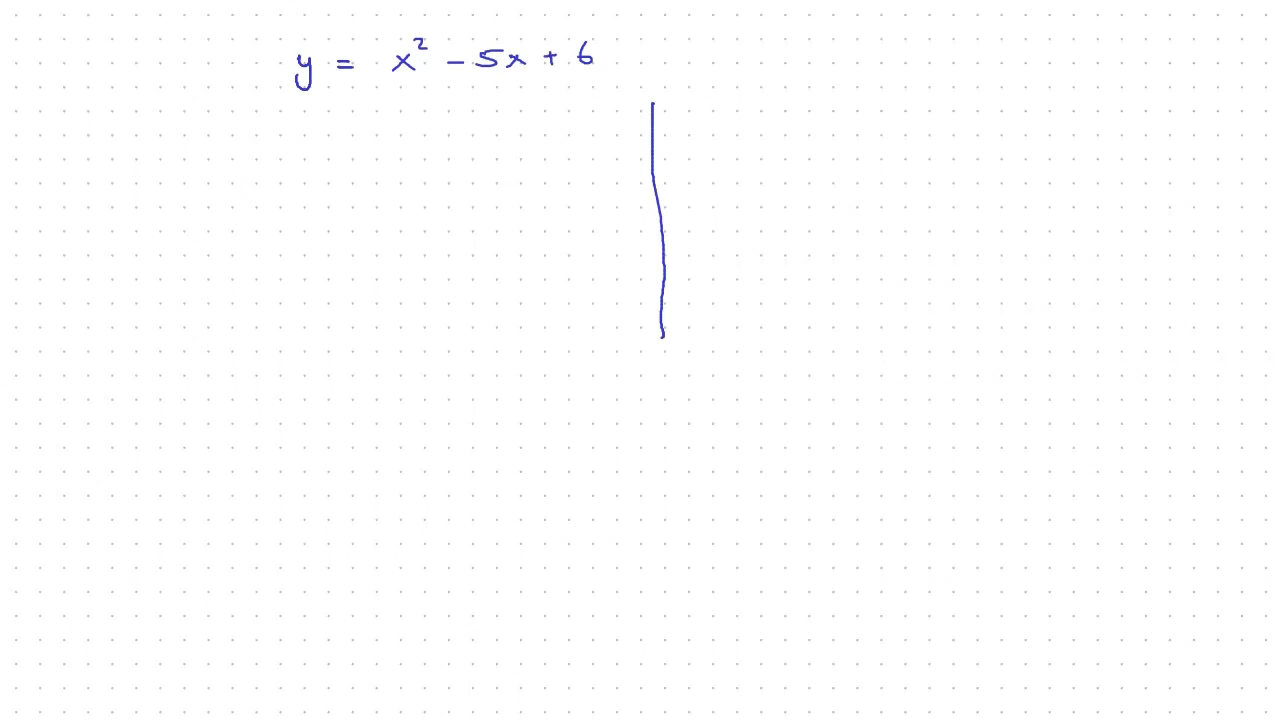 y = x² - 5x + 6